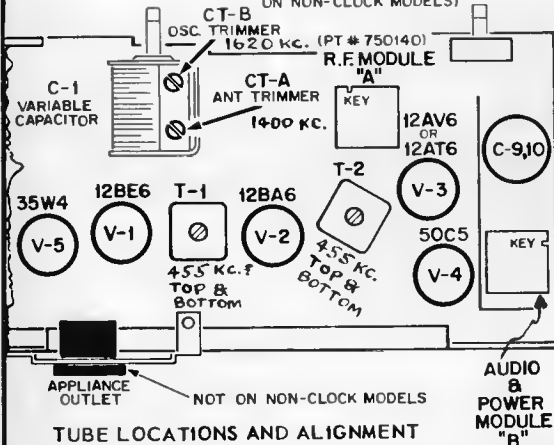 ON NON-CLOCK MODELS)
CT-B
OSC. TRIMMER
1620 KC.
(PT # 750140)
R.F. MODULE
"A"
C-1
VARIABLE
CAPACITOR
CT-A
ANT TRIMMER
1400 KC.
KEY
12AV6
OR
12AT6
C-9,10
35W4
12BE6
T-1
12BA6
T-2
V-3
V-5
V-1
V-2
50C5
KEY
V-4
455 KC.
TOP &
BOTTOM
455 KC.
TOP &
BOTTOM
APPLIANCE
OUTLET
NOT ON NON-CLOCK MODELS
AUDIO
&
POWER
MODULE
"B"
TUBE LOCATIONS AND ALIGNMENT